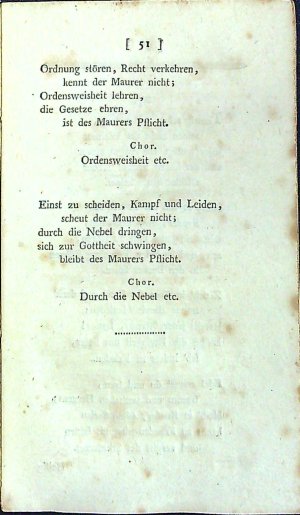 [ 51 ]
Ordnung stören, Recht verkehren,
kennt der Maurer nicht;
Ordensweisheit lehren,
die Gesetze ehren,
ist des Maurers Pflicht.
Chor.
Ordensweisheit etc.
Einst zu scheiden, Kampf und Leiden,
scheut der Maurer nicht;
durch die Nebel dringen,
sich zur Gottheit schwingen,
bleibt des Maurers Pflicht.
Chor.
Durch die Nebel etc.